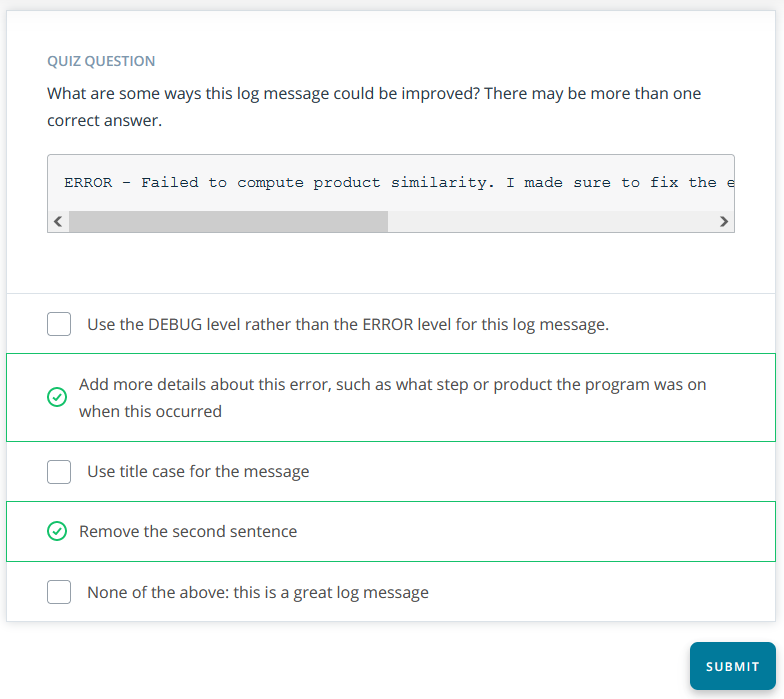 QUIZ QUESTION
What are some ways this log message could be improved? There may be more than one
correct answer.
ERROR - Failed to compute product similarity. I made sure to fix the e
Use the DEBUG level rather than the ERROR level for this log message.
Add more details about this error, such as what step or product the program was on
when this occurred
Use title case for the message
Remove the second sentence
None of the above: this is a great log message
SUBMIT